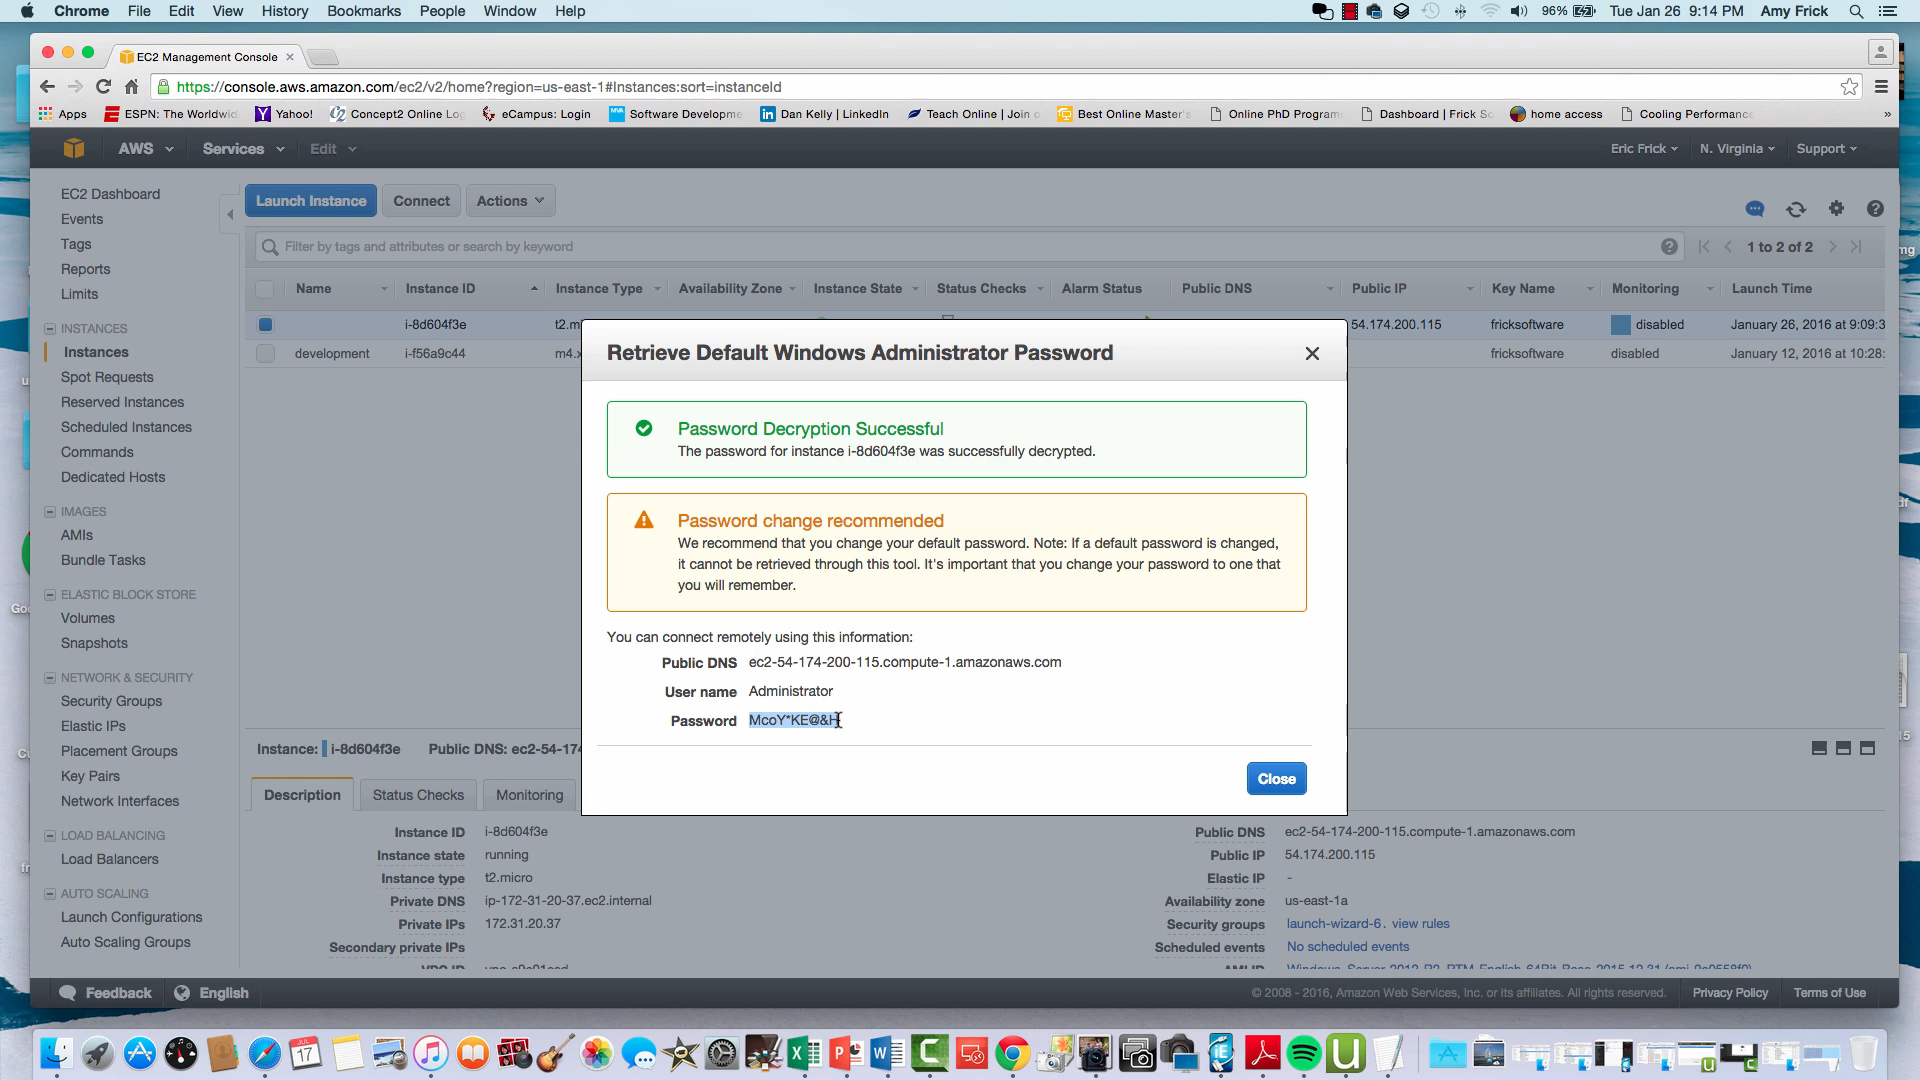 Chrome File Edit View History Bookmarks People Window Help
96% Tue Jan 26 9:14 PM Amy Frick
EC2 Management Console
https://console.aws.amazon.com/ec2/v2/home?region=us-east-1#Instances:sort=instanceId
Apps ESPN: The Worldwid Yahoo! Concept2 Online Log eCampus: Login Software Developme Dan Kelly | LinkedIn Teach Online | Join o Best Online Master's Online PhD Program Dashboard | Frick So home access Cooling Performance »
AWS Services Edit Eric Frick N. Virginia Support
EC2 Dashboard
Events
Tags
Reports
Limits
INSTANCES
Instances
Spot Requests
Reserved Instances
Scheduled Instances
Commands
Dedicated Hosts
IMAGES
AMIs
Bundle Tasks
ELASTIC BLOCK STORE
Volumes
Snapshots
NETWORK & SECURITY
Security Groups
Elastic IPs
Placement Groups
Key Pairs
Network Interfaces
LOAD BALANCING
Load Balancers
AUTO SCALING
Launch Configurations
Auto Scaling Groups
Launch Instance Connect Actions
Filter by tags and attributes or search by keyword
1 to 2 of 2
Name Instance ID Instance Type Availability Zone Instance State Status Checks Alarm Status Public DNS Public IP Key Name Monitoring Launch Time
i-8d604f3e t2.mi 54.174.200.115 fricksoftware disabled January 26, 2016 at 9:09:3
development i-f56a9c44 m4.x fricksoftware disabled January 12, 2016 at 10:28:
Retrieve Default Windows Administrator Password
Password Decryption Successful
The password for instance i-8d604f3e was successfully decrypted.
Password change recommended
We recommend that you change your default password. Note: If a default password is changed,
it cannot be retrieved through this tool. It's important that you change your password to one that
you will remember.
You can connect remotely using this information:
Public DNS ec2-54-174-200-115.compute-1.amazonaws.com
User name Administrator
Password McoY*KE@&H
Close
Instance: i-8d604f3e Public DNS: ec2-54-174
Description Status Checks Monitoring
Instance ID i-8d604f3e
Instance state running
Instance type t2.micro
Private DNS ip-172-31-20-37.ec2.internal
Private IPs 172.31.20.37
Secondary private IPs
VPC ID
Public DNS ec2-54-174-200-115.compute-1.amazonaws.com
Public IP 54.174.200.115
Elastic IP -
Availability zone us-east-1a
Security groups launch-wizard-6. view rules
Scheduled events No scheduled events
AMI ID
Feedback English
© 2008 - 2016, Amazon Web Services, Inc. or its affiliates. All rights reserved. Privacy Policy Terms of Use
JUL
17